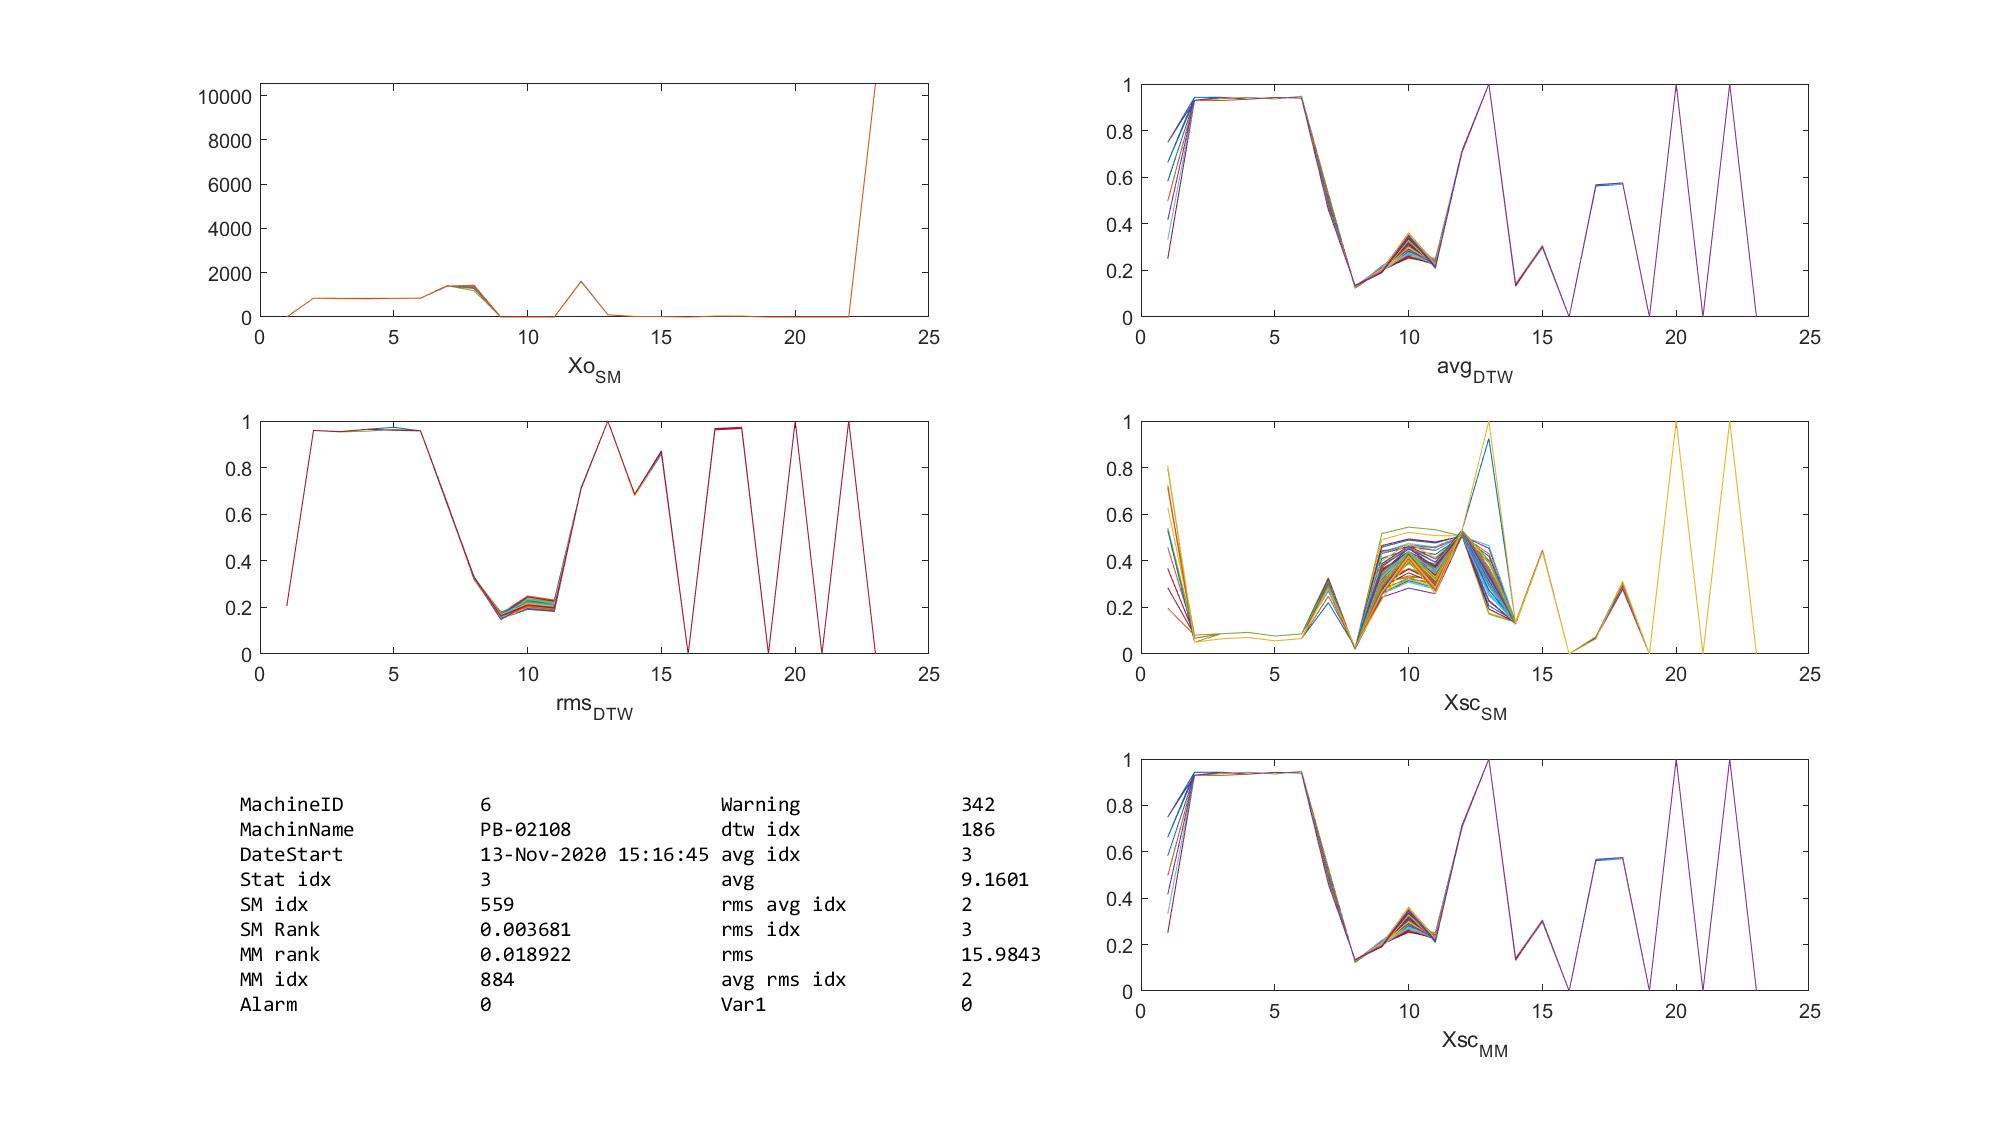 10000
8000
6000
4000
2000
0
0 5 10 15 20 25
XoSM
1
0.8
0.6
0.4
0.2
0
0 5 10 15 20 25
avgDTW
1
0.8
0.6
0.4
0.2
0
0 5 10 15 20 25
rmsDTW
1
0.8
0.6
0.4
0.2
0
0 5 10 15 20 25
XscSM
MachineID 6 Warning 342
MachinName PB-02108 dtw idx 186
DateStart 13-Nov-2020 15:16:45 avg idx 3
Stat idx 3 avg 9.1601
SM idx 559 rms avg idx 2
SM Rank 0.003681 rms idx 3
MM rank 0.018922 rms 15.9843
MM idx 884 avg rms idx 2
Alarm 0 Var1 0
1
0.8
0.6
0.4
0.2
0
0 5 10 15 20 25
XscMM